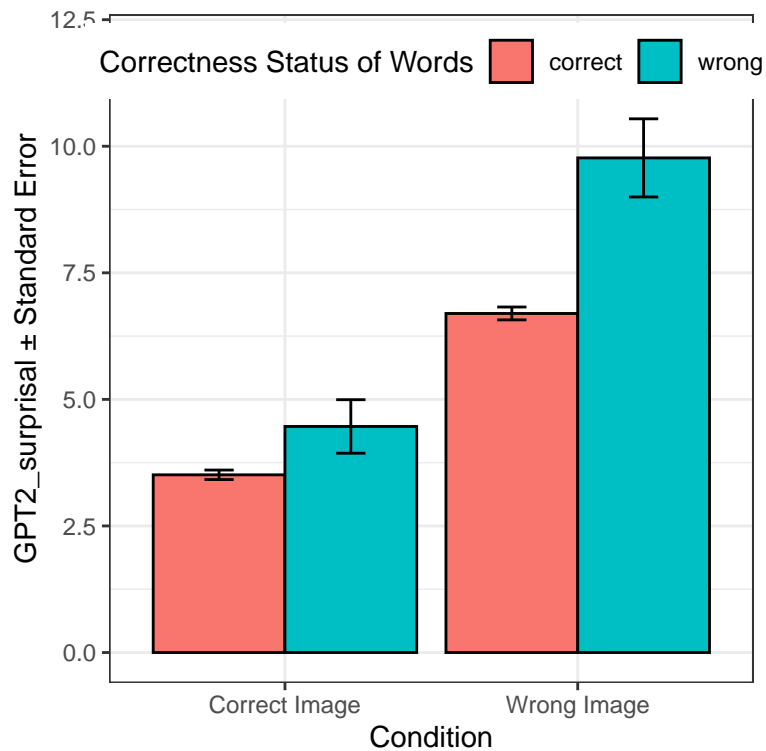 12.5
Correctness Status of Words correct wrong
10.0
7.5
5.0
2.5
0.0
GPT2_surprisal ± Standard Error
Correct Image Wrong Image
Condition